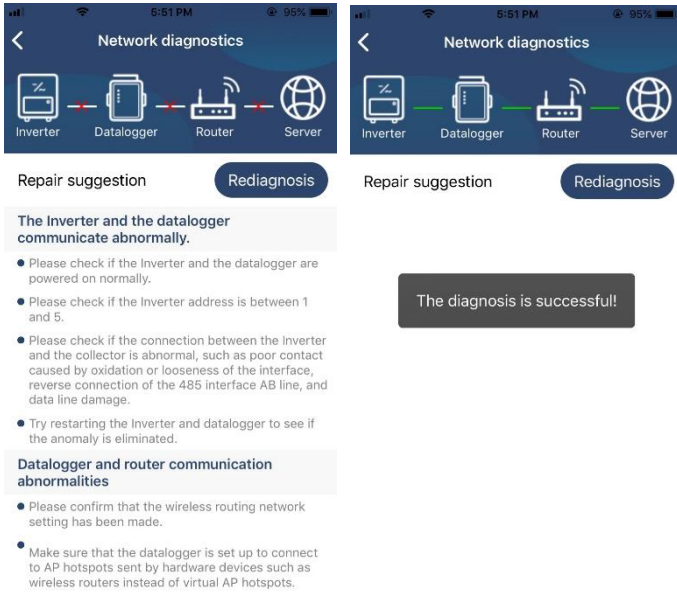 5:51 PM
95%
Network diagnostics
Inverter
Datalogger
Router
Server
Repair suggestion
Rediagnosis
The Inverter and the datalogger
communicate abnormally.
Please check if the Inverter and the datalogger are
powered on normally.
Please check if the Inverter address is between 1
and 5.
Please check if the connection between the Inverter
and the collector is abnormal, such as poor contact
caused by oxidation or looseness of the interface,
reverse connection of the 485 interface AB line, and
data line damage.
Try restarting the Inverter and datalogger to see if
the anomaly is eliminated.
Datalogger and router communication
abnormalities
Please confirm that the wireless routing network
setting has been made.
Make sure that the datalogger is set up to connect
to AP hotspots sent by hardware devices such as
wireless routers instead of virtual AP hotspots.
5:51 PM
95%
Network diagnostics
Inverter
Datalogger
Router
Server
Repair suggestion
Rediagnosis
The diagnosis is successful!